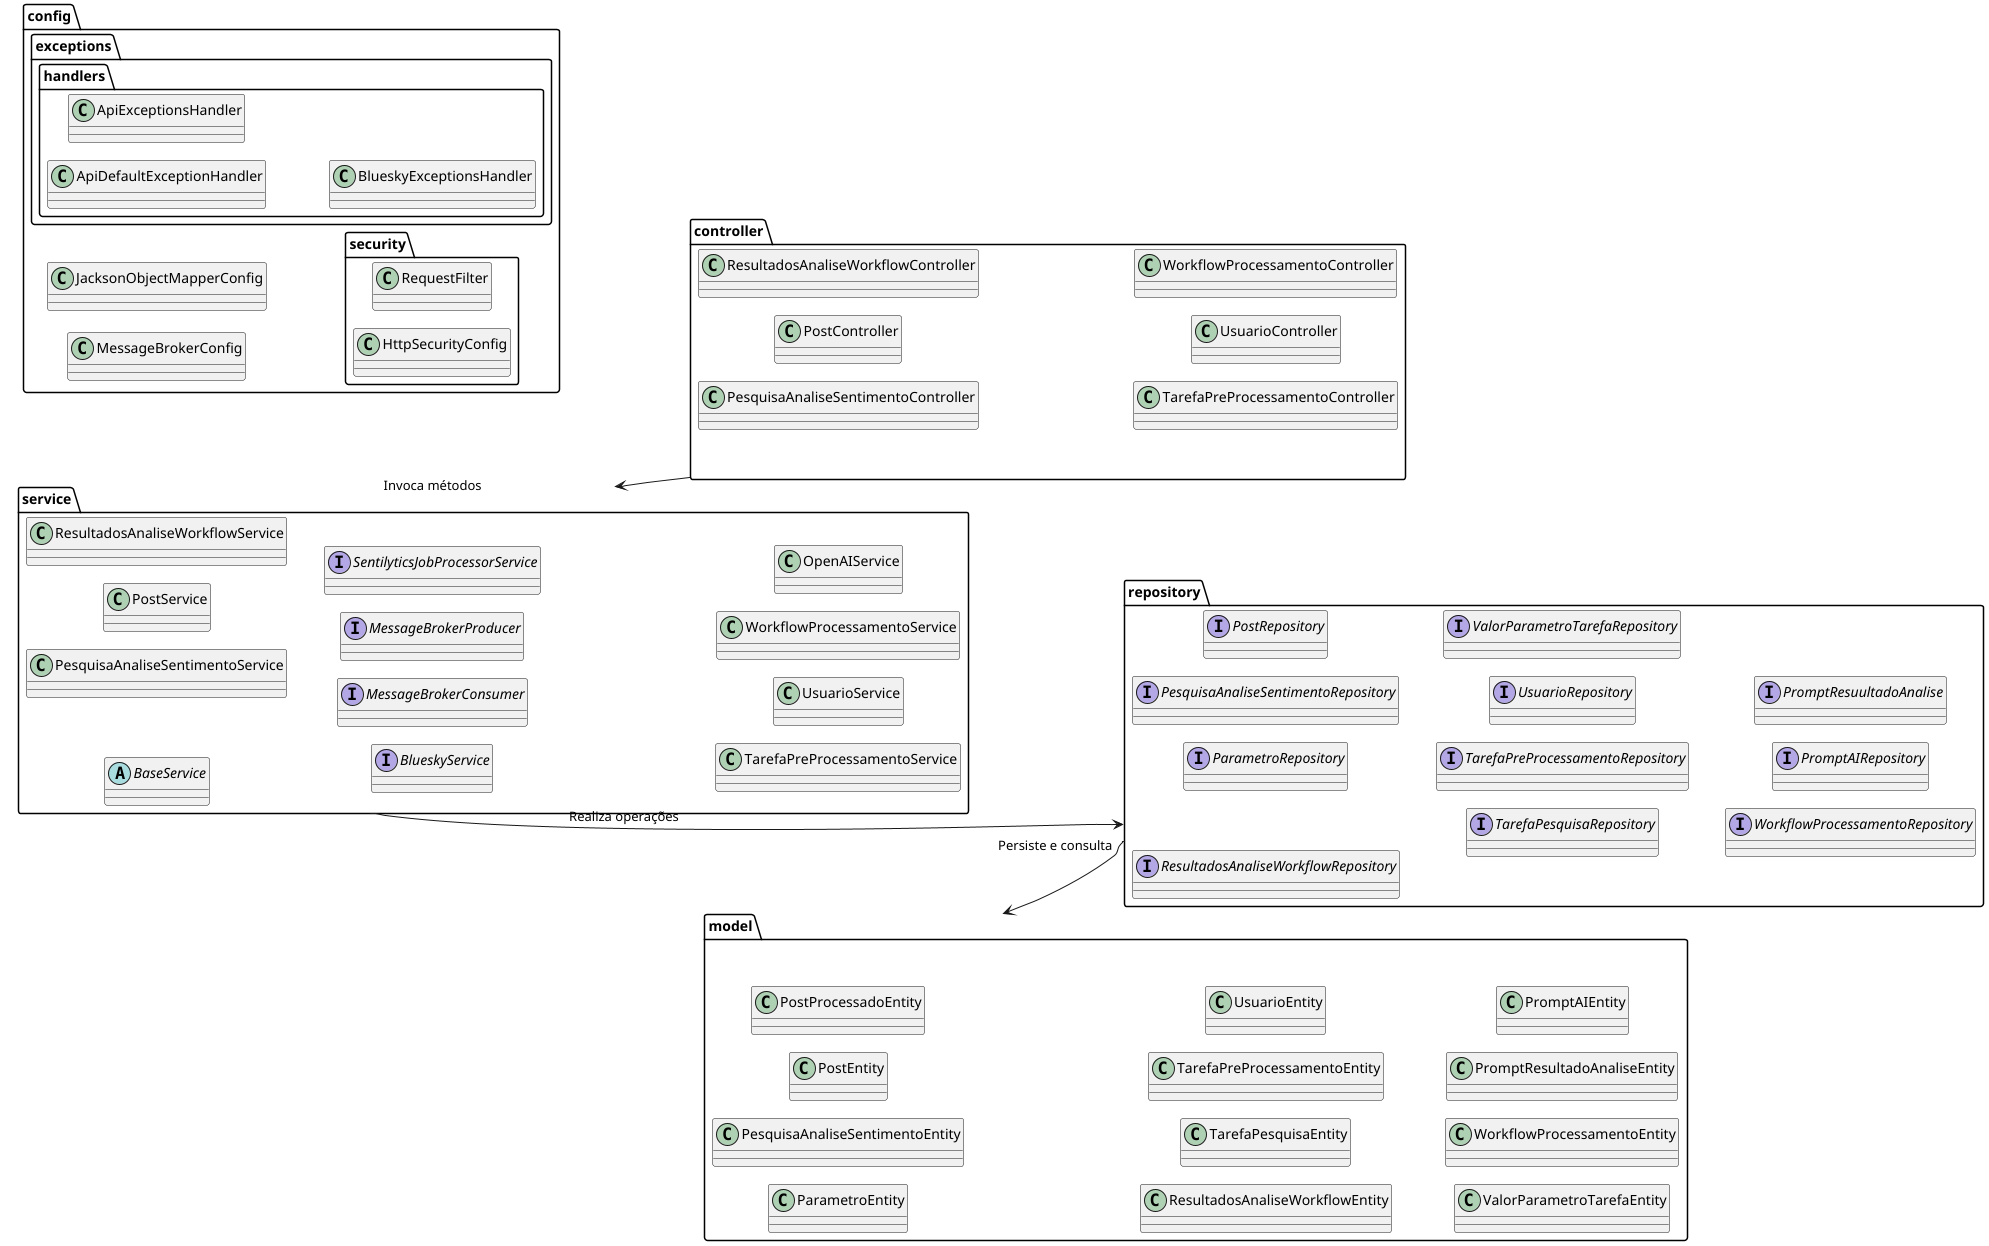 config
exceptions
handlers
C ApiExceptionsHandler
C ApiDefaultExceptionHandler
C BlueskyExceptionsHandler
C JacksonObjectMapperConfig
C MessageBrokerConfig
security
C RequestFilter
C HttpSecurityConfig
controller
C ResultadosAnaliseWorkflowController
C WorkflowProcessamentoController
C PostController
C UsuarioController
C PesquisaAnaliseSentimentoController
C TarefaPreProcessamentoController
Invoca métodos
service
C ResultadosAnaliseWorkflowService
C PostService
C PesquisaAnaliseSentimentoService
A BaseService
I SentilyticsJobProcessorService
I MessageBrokerProducer
I MessageBrokerConsumer
I BlueskyService
C OpenAIService
C WorkflowProcessamentoService
C UsuarioService
C TarefaPreProcessamentoService
Realiza operações
repository
I PostRepository
I PesquisaAnaliseSentimentoRepository
I ParametroRepository
I ResultadosAnaliseWorkflowRepository
I ValorParametroTarefaRepository
I UsuarioRepository
I TarefaPreProcessamentoRepository
I TarefaPesquisaRepository
I PromptResuultadoAnalise
I PromptAIRepository
I WorkflowProcessamentoRepository
Persiste e consulta
model
C PostProcessadoEntity
C PostEntity
C PesquisaAnaliseSentimentoEntity
C ParametroEntity
C UsuarioEntity
C TarefaPreProcessamentoEntity
C TarefaPesquisaEntity
C ResultadosAnaliseWorkflowEntity
C PromptAIEntity
C PromptResultadoAnaliseEntity
C WorkflowProcessamentoEntity
C ValorParametroTarefaEntity